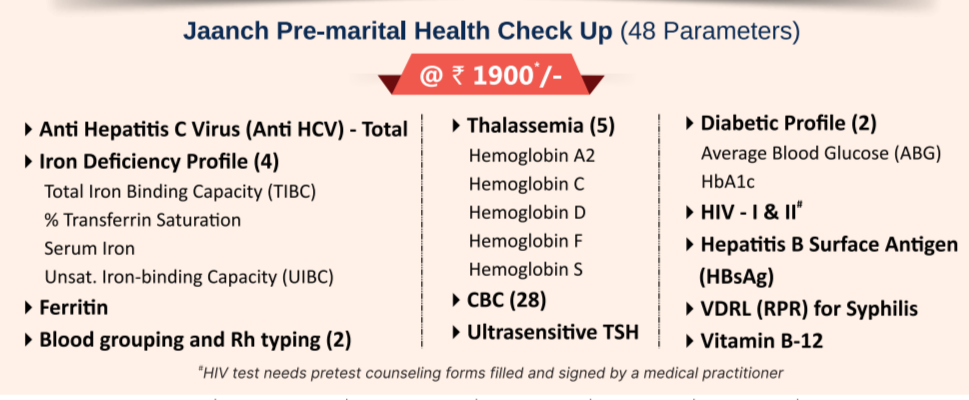 Jaanch Pre-marital Health Check Up (48 Parameters)
@ ₹ 1900*/-
Anti Hepatitis C Virus (Anti HCV) - Total
Iron Deficiency Profile (4)
Total Iron Binding Capacity (TIBC)
% Transferrin Saturation
Serum Iron
Unsat. Iron-binding Capacity (UIBC)
Ferritin
Blood grouping and Rh typing (2)
Thalassemia (5)
Hemoglobin A2
Hemoglobin C
Hemoglobin D
Hemoglobin F
Hemoglobin S
CBC (28)
Ultrasensitive TSH
Diabetic Profile (2)
Average Blood Glucose (ABG)
HbA1c
HIV - I & II#
Hepatitis B Surface Antigen
(HBsAg)
VDRL (RPR) for Syphilis
Vitamin B-12
#HIV test needs pretest counseling forms filled and signed by a medical practitioner